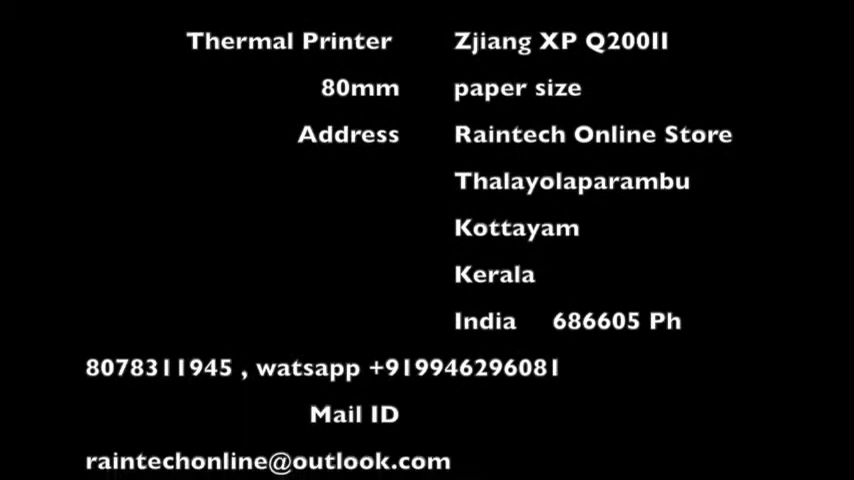 Thermal Printer Zjiang XP Q200II
80mm paper size
Address Raintech Online Store
Thalayolaparambu
Kottayam
Kerala
India 686605 Ph
8078311945 , watsapp +919946296081
Mail ID
raintechonline@outlook.com